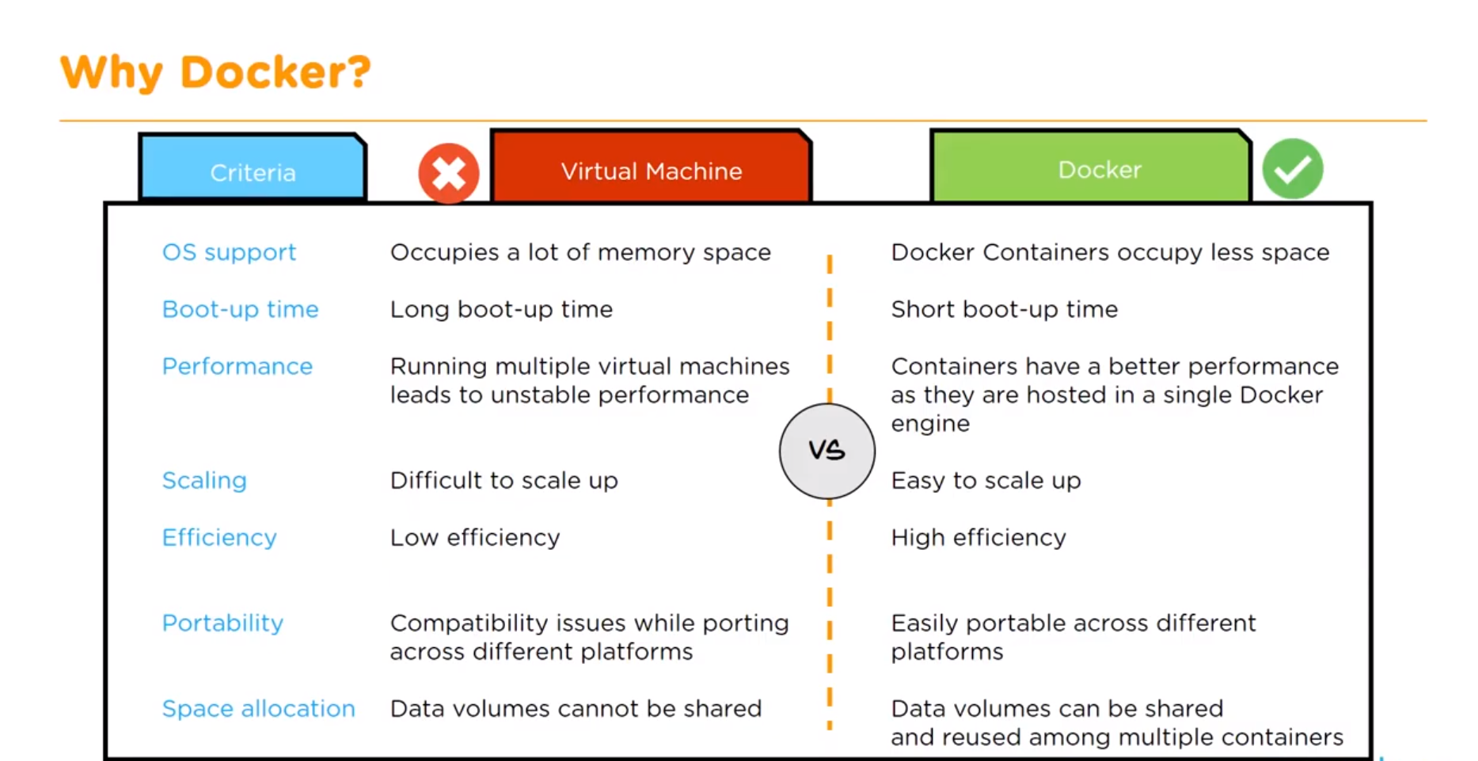 Why Docker?
Criteria
Virtual Machine
Docker
OS support
Occupies a lot of memory space
Docker Containers occupy less space
Boot-up time
Long boot-up time
Short boot-up time
Performance
Running multiple virtual machines
leads to unstable performance
Containers have a better performance
as they are hosted in a single Docker
engine
VS
Scaling
Difficult to scale up
Easy to scale up
Efficiency
Low efficiency
High efficiency
Portability
Compatibility issues while porting
across different platforms
Easily portable across different
platforms
Space allocation
Data volumes cannot be shared
Data volumes can be shared
and reused among multiple containers